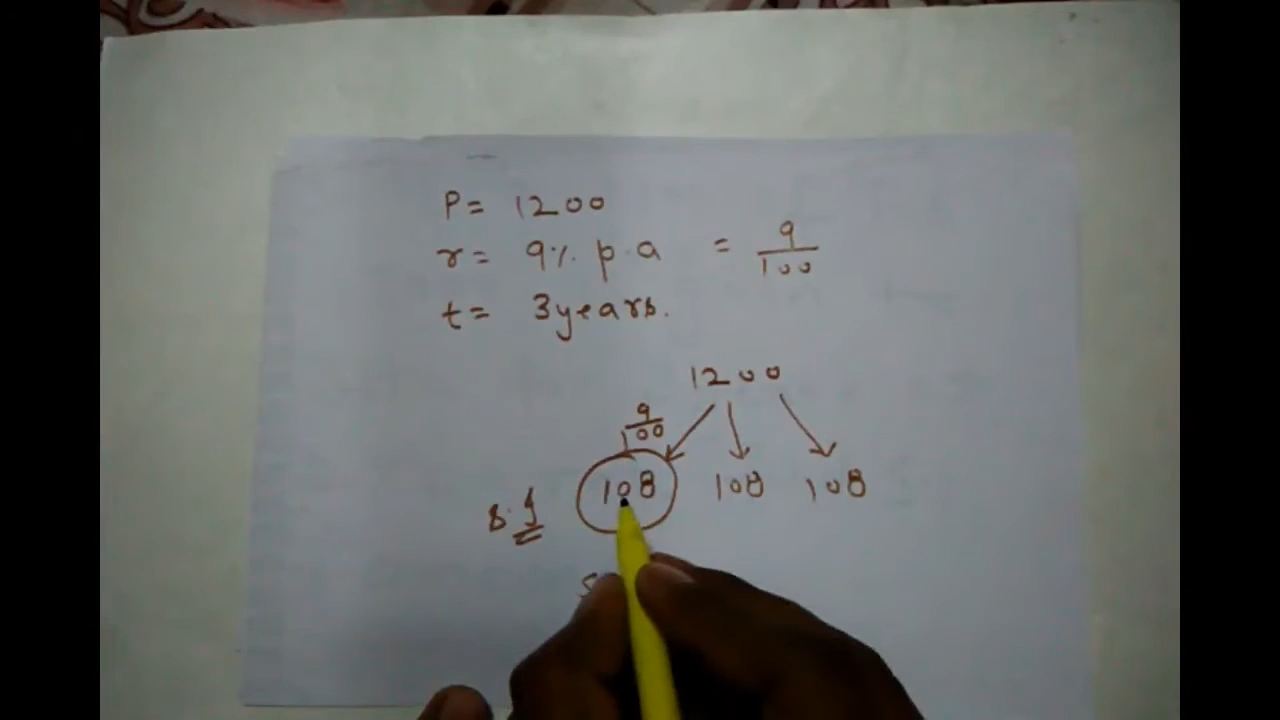 P= 1200
r= 9% p.a = 9/100
t= 3years.
1200
9/100
108 108 108
S.I